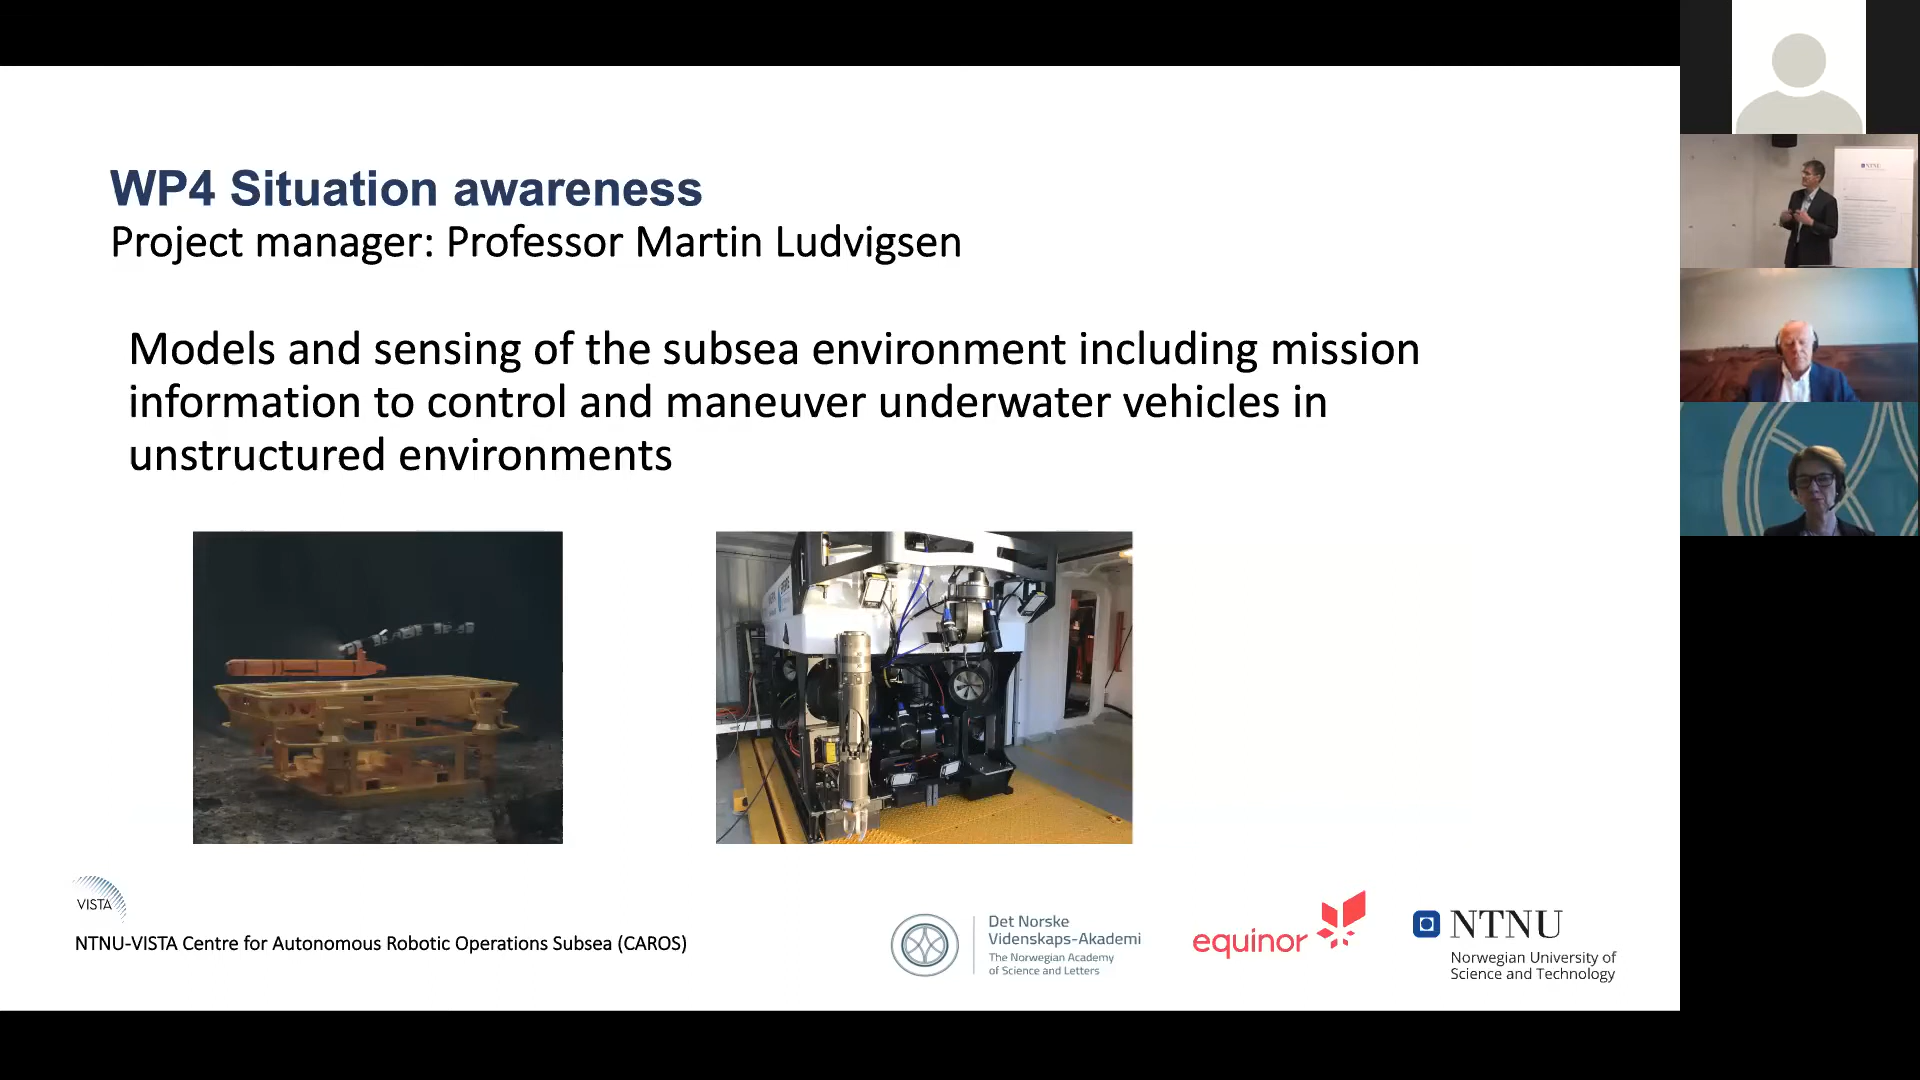 WP4 Situation awareness
Project manager: Professor Martin Ludvigsen
Models and sensing of the subsea environment including mission
information to control and maneuver underwater vehicles in
unstructured environments
VISTA
NTNU-VISTA Centre for Autonomous Robotic Operations Subsea (CAROS)
Det Norske
Videnskaps-Akademi
The Norwegian Academy
of Science and Letters
equinor
NTNU
Norwegian University of
Science and Technology
NTNU